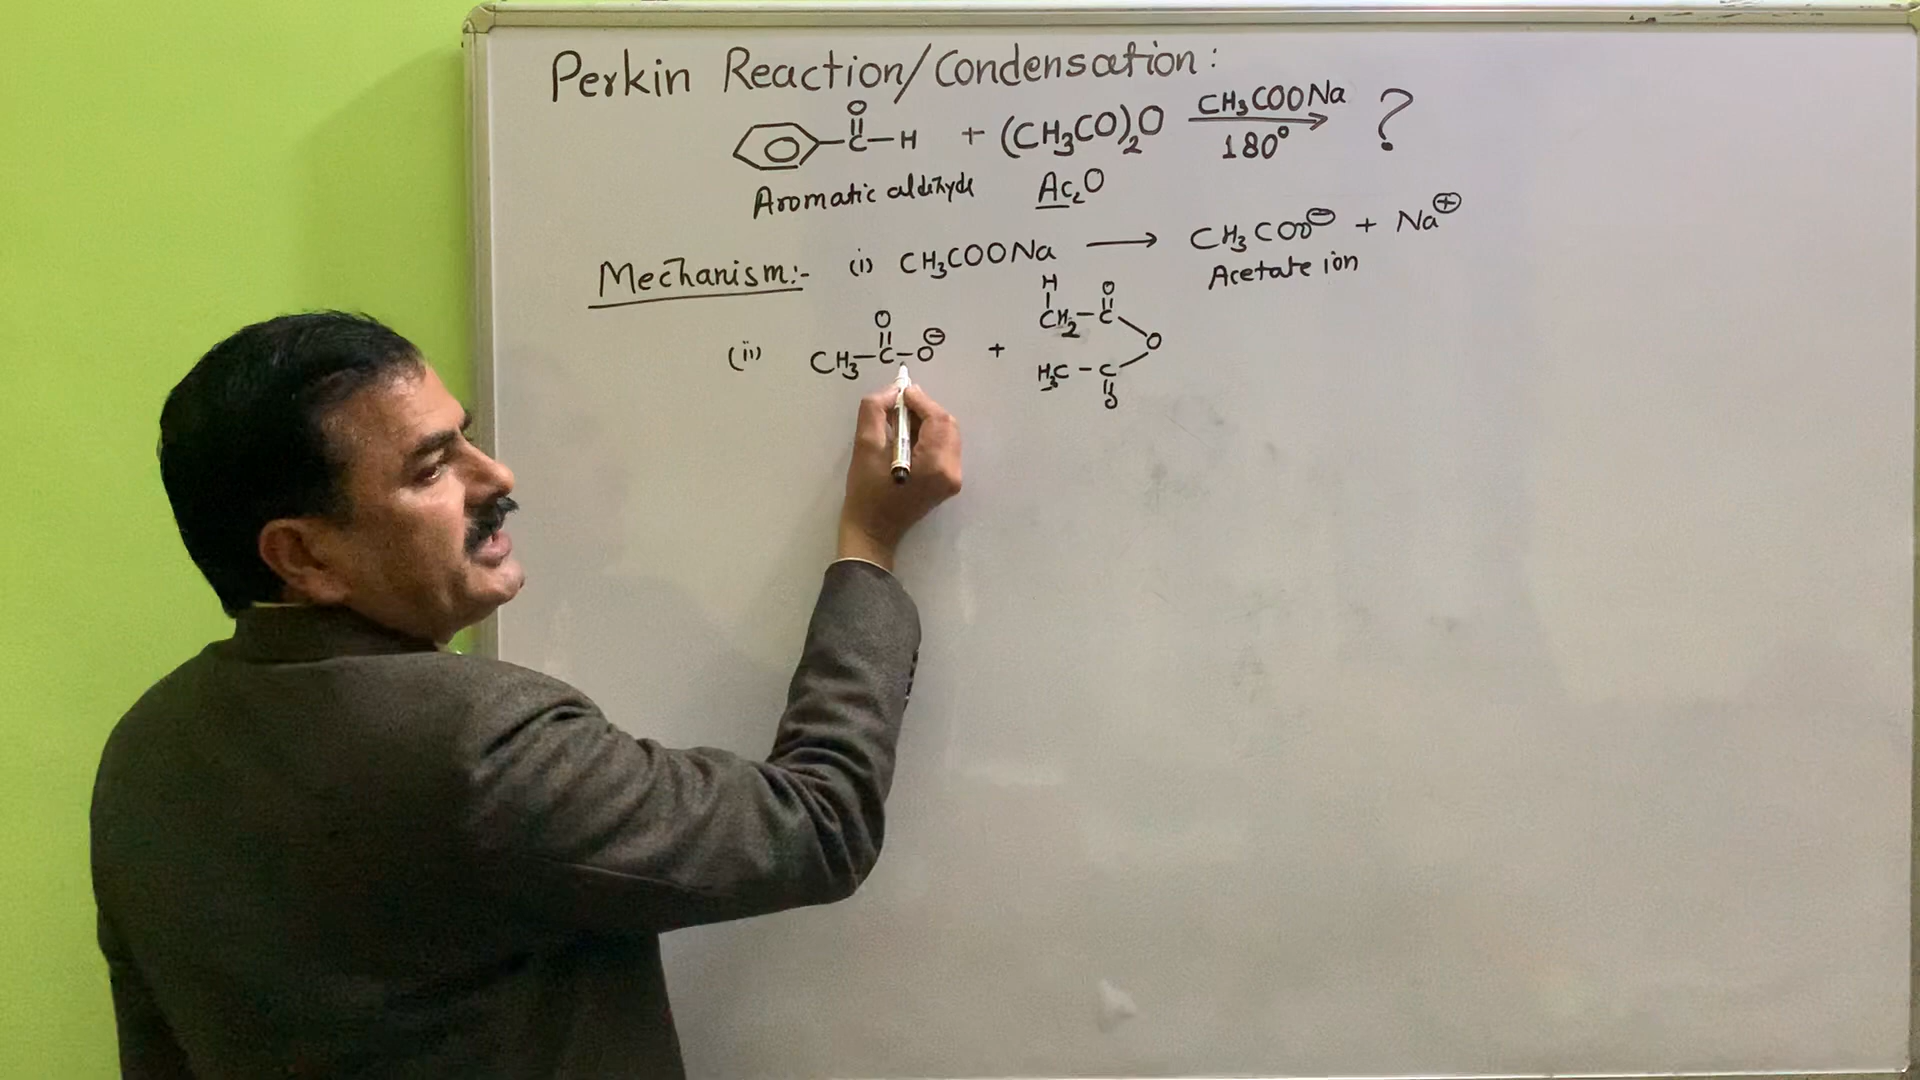 Perkin Reaction/Condensation:
O
||
C—H + (CH₃CO)₂O CH₃COONa 180° ?
Aromatic aldehyde Ac₂O
Mechanism:- (i) CH₃COONa ⟶ CH₃COO⊖ + Na⊕
Acetate ion
(ii) CH₃—C(=O)—O⊖ + H—CH₂—C(=O)—O—C(=O)—H₃C